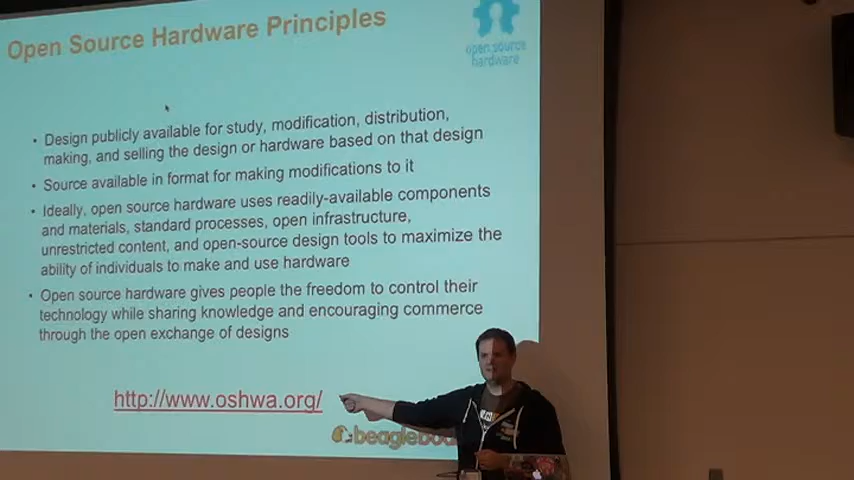 Open Source Hardware Principles
open source
hardware
• Design publicly available for study, modification, distribution,
making, and selling the design or hardware based on that design
• Source available in format for making modifications to it
• Ideally, open source hardware uses readily-available components
and materials, standard processes, open infrastructure,
unrestricted content, and open-source design tools to maximize the
ability of individuals to make and use hardware
• Open source hardware gives people the freedom to control their
technology while sharing knowledge and encouraging commerce
through the open exchange of designs
http://www.oshwa.org/